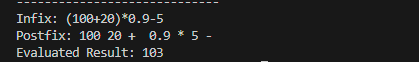 ----------------------------
Infix: (100+20)*0.9-5
Postfix: 100 20 +  0.9 * 5 -
Evaluated Result: 103